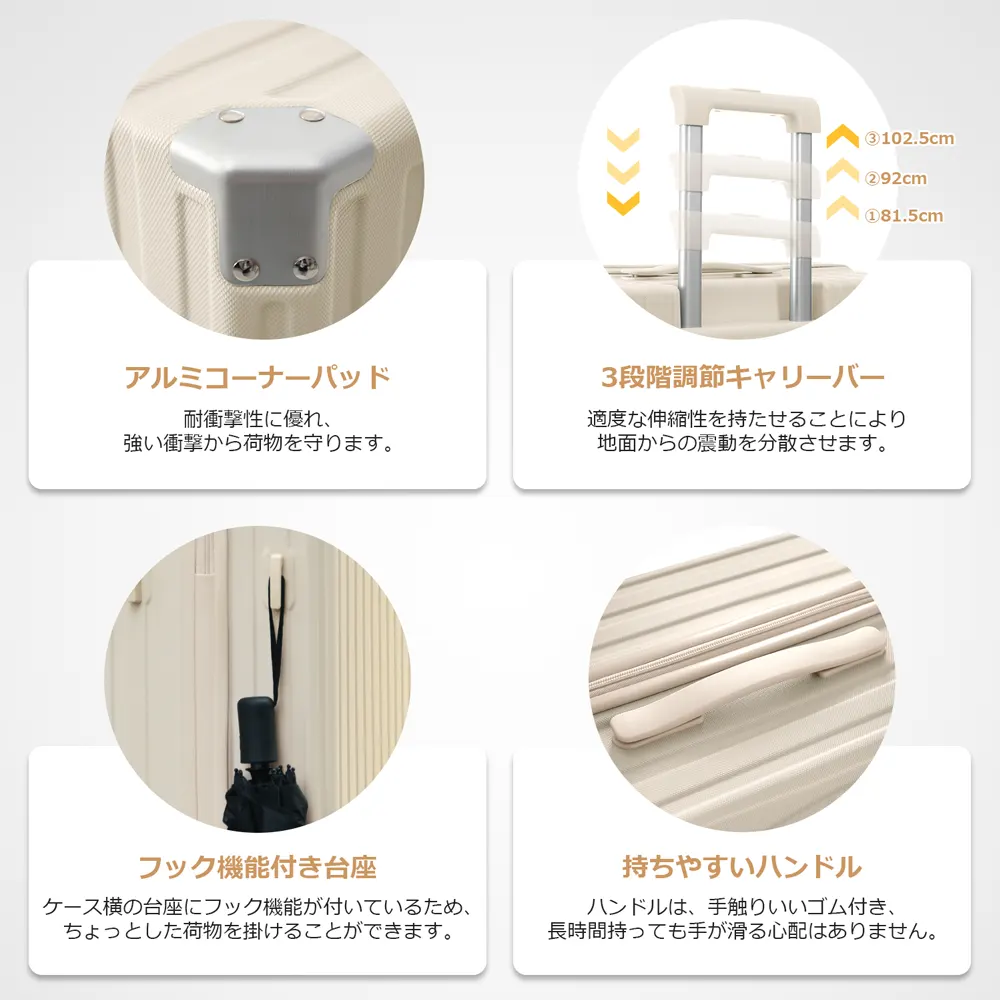 ③102.5cm
②92cm
①81.5cm
アルミコーナーパッド
耐衝撃性に優れ、
強い衝撃から荷物を守ります。
3段階調節キャリーバー
適度な伸縮性を持たせることにより
地面からの震動を分散させます。
フック機能付き台座
ケース横の台座にフック機能が付いているため、
ちょっとした荷物を掛けることができます。
持ちやすいハンドル
ハンドルは、手触りいいゴム付き、
長時間持っても手が滑る心配はありません。